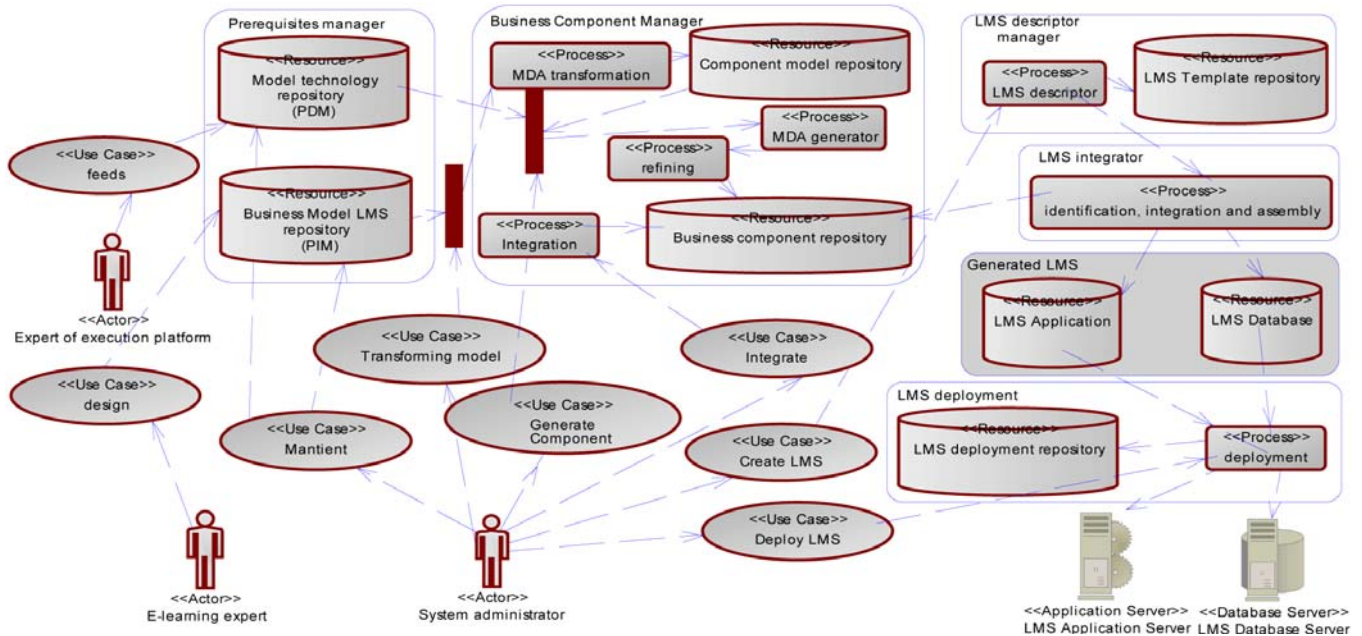 Prerequisites manager
<<Resource>>
Model technology
repository
(PDM)
<<Resource>>
Business Model LMS
repository
(PIM)
Business Component Manager
<<Process>>
MDA transformation
<<Resource>>
Component model repository
<<Process>>
MDA generator
<<Process>>
refining
<<Process>>
Integration
<<Resource>>
Business component repository
LMS descriptor
manager
<<Process>>
LMS descriptor
<<Resource>>
LMS Template repository
LMS integrator
<<Process>>
identification, integration and assembly
Generated LMS
<<Resource>>
LMS Application
<<Resource>>
LMS Database
LMS deployment
<<Resource>>
LMS deployment repository
<<Process>>
deployment
<<Use Case>>
feeds
<<Actor>>
Expert of execution platform
<<Use Case>>
design
<<Use Case>>
Mantient
<<Use Case>>
Transforming model
<<Use Case>>
Generate
Component
<<Use Case>>
Integrate
<<Use Case>>
Create LMS
<<Use Case>>
Deploy LMS
<<Actor>>
E-learning expert
<<Actor>>
System administrator
<<Application Server>>
LMS Application Server
<<Database Server>>
LMS Database Server